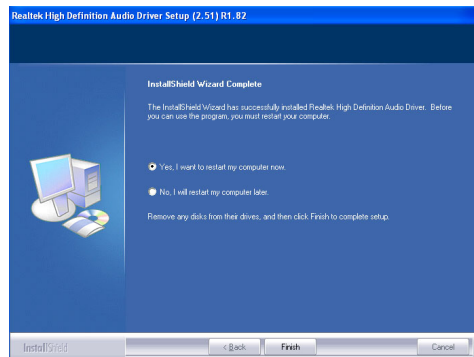 Realtek High Definition Audio Driver Setup (2.51) R1.82
InstallShield Wizard Complete
The InstallShield Wizard has successfully installed Realtek High Definition Audio Driver. Before
you can use the program, you must restart your computer.
Yes, I want to restart my computer now.
No, I will restart my computer later.
Remove any disks from their drives, and then click Finish to complete setup.
InstallShield
< Back
Finish
Cancel